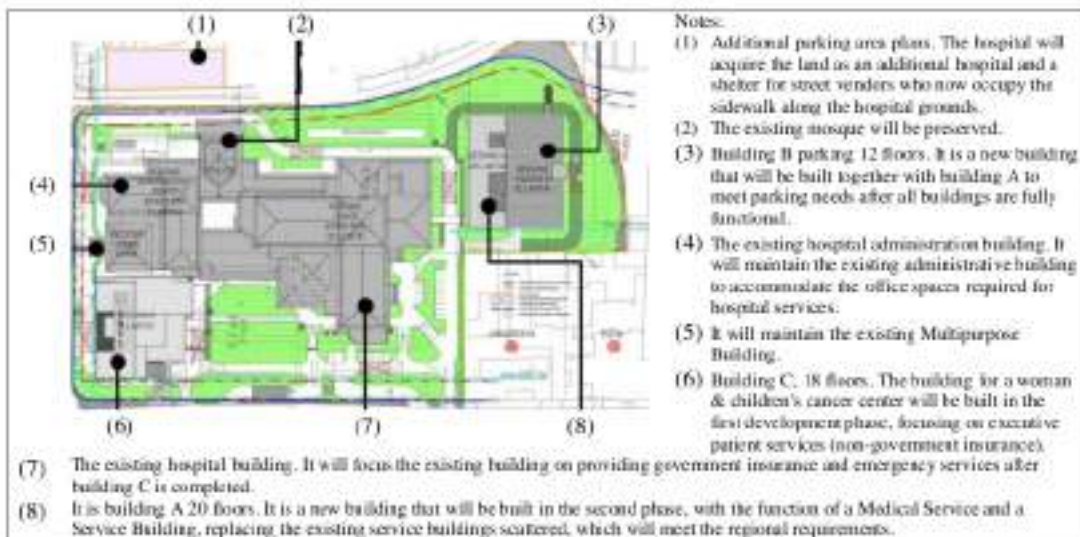 (1) (2) (3)
Notes:
(1) Additional parking area plans. The hospital will
acquire the land as an additional hospital and a
shelter for street vendors who now occupy the
sidewalk along the hospital grounds.
(2) The existing mosque will be preserved.
(3) Building B parking 12 floors. It is a new building
that will be built together with building A to
meet parking needs after all buildings are fully
functional.
(4)
(4) The existing hospital administration building. It
will maintain the existing administrative building
to accommodate the office spaces required for
hospital services.
(5)
(5) It will maintain the existing Multipurpose
Building.
(6) Building C, 18 floors. The building for a woman
& children's cancer center will be built in the
first development phase, focusing on executive
patient services (non-government insurance).
(6) (7) (8)
(7) The existing hospital building. It will focus the existing building on providing government insurance and emergency services after
building C is completed.
(8) It is building A 20 floors. It is a new building that will be built in the second phase, with the function of a Medical Service and a
Service Building, replacing the existing service buildings scattered, which will meet the regional requirements.